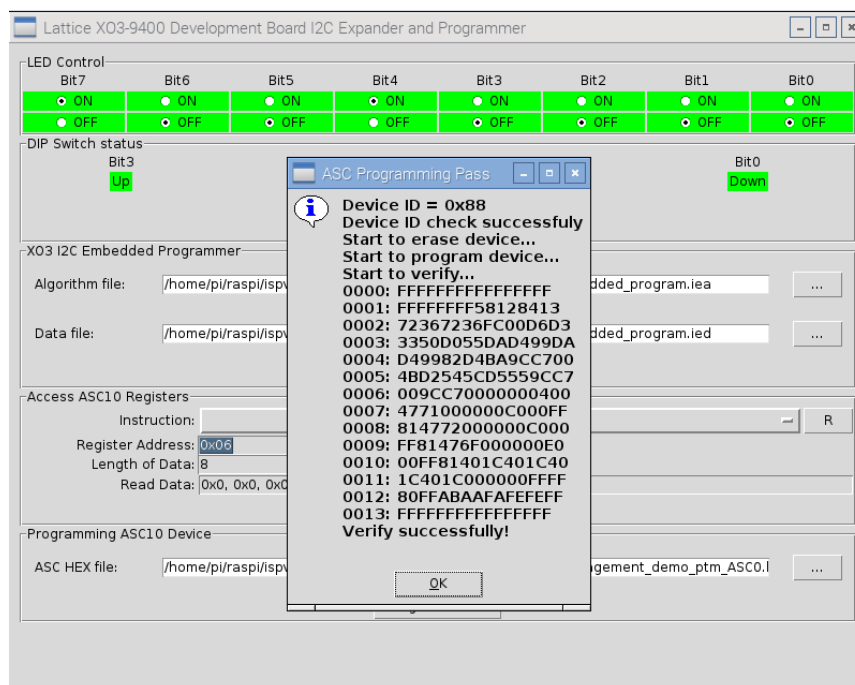 Lattice XO3-9400 Development Board I2C Expander and Programmer
LED Control
Bit7 Bit6 Bit5 Bit4 Bit3 Bit2 Bit1 Bit0
ON ON ON ON ON ON ON ON
OFF OFF OFF OFF OFF OFF OFF OFF
DIP Switch status
Bit3 Bit0
Up Down
ASC Programming Pass
Device ID = 0x88
Device ID check successfuly
Start to erase device...
Start to program device...
Start to verify...
0000: FFFFFFFFFFFFFFFF
0001: FFFFFFFF58128413
0002: 72367236FC00D6D3
0003: 3350D055DAD499DA
0004: D49982D4BA9CC700
0005: 4BD2545CD5559CC7
0006: 009CC70000000400
0007: 4771000000C000FF
0008: 814772000000C000
0009: FF81476F000000E0
0010: 00FF81401C401C40
0011: 1C401C000000FFFF
0012: 80FFABAAFAFEFEFF
0013: FFFFFFFFFFFFFFFF
Verify successfully!
OK
XO3 I2C Embedded Programmer
Algorithm file: /home/pi/raspi/ispv dded_program.iea ...
Data file: /home/pi/raspi/ispv dded_program.ied ...
Access ASC10 Registers
Instruction: R
Register Address: 0x06
Length of Data: 8
Read Data: 0x0, 0x0, 0x0
Programming ASC10 Device
ASC HEX file: /home/pi/raspi/ispv agement_demo_ptm_ASC0. ...